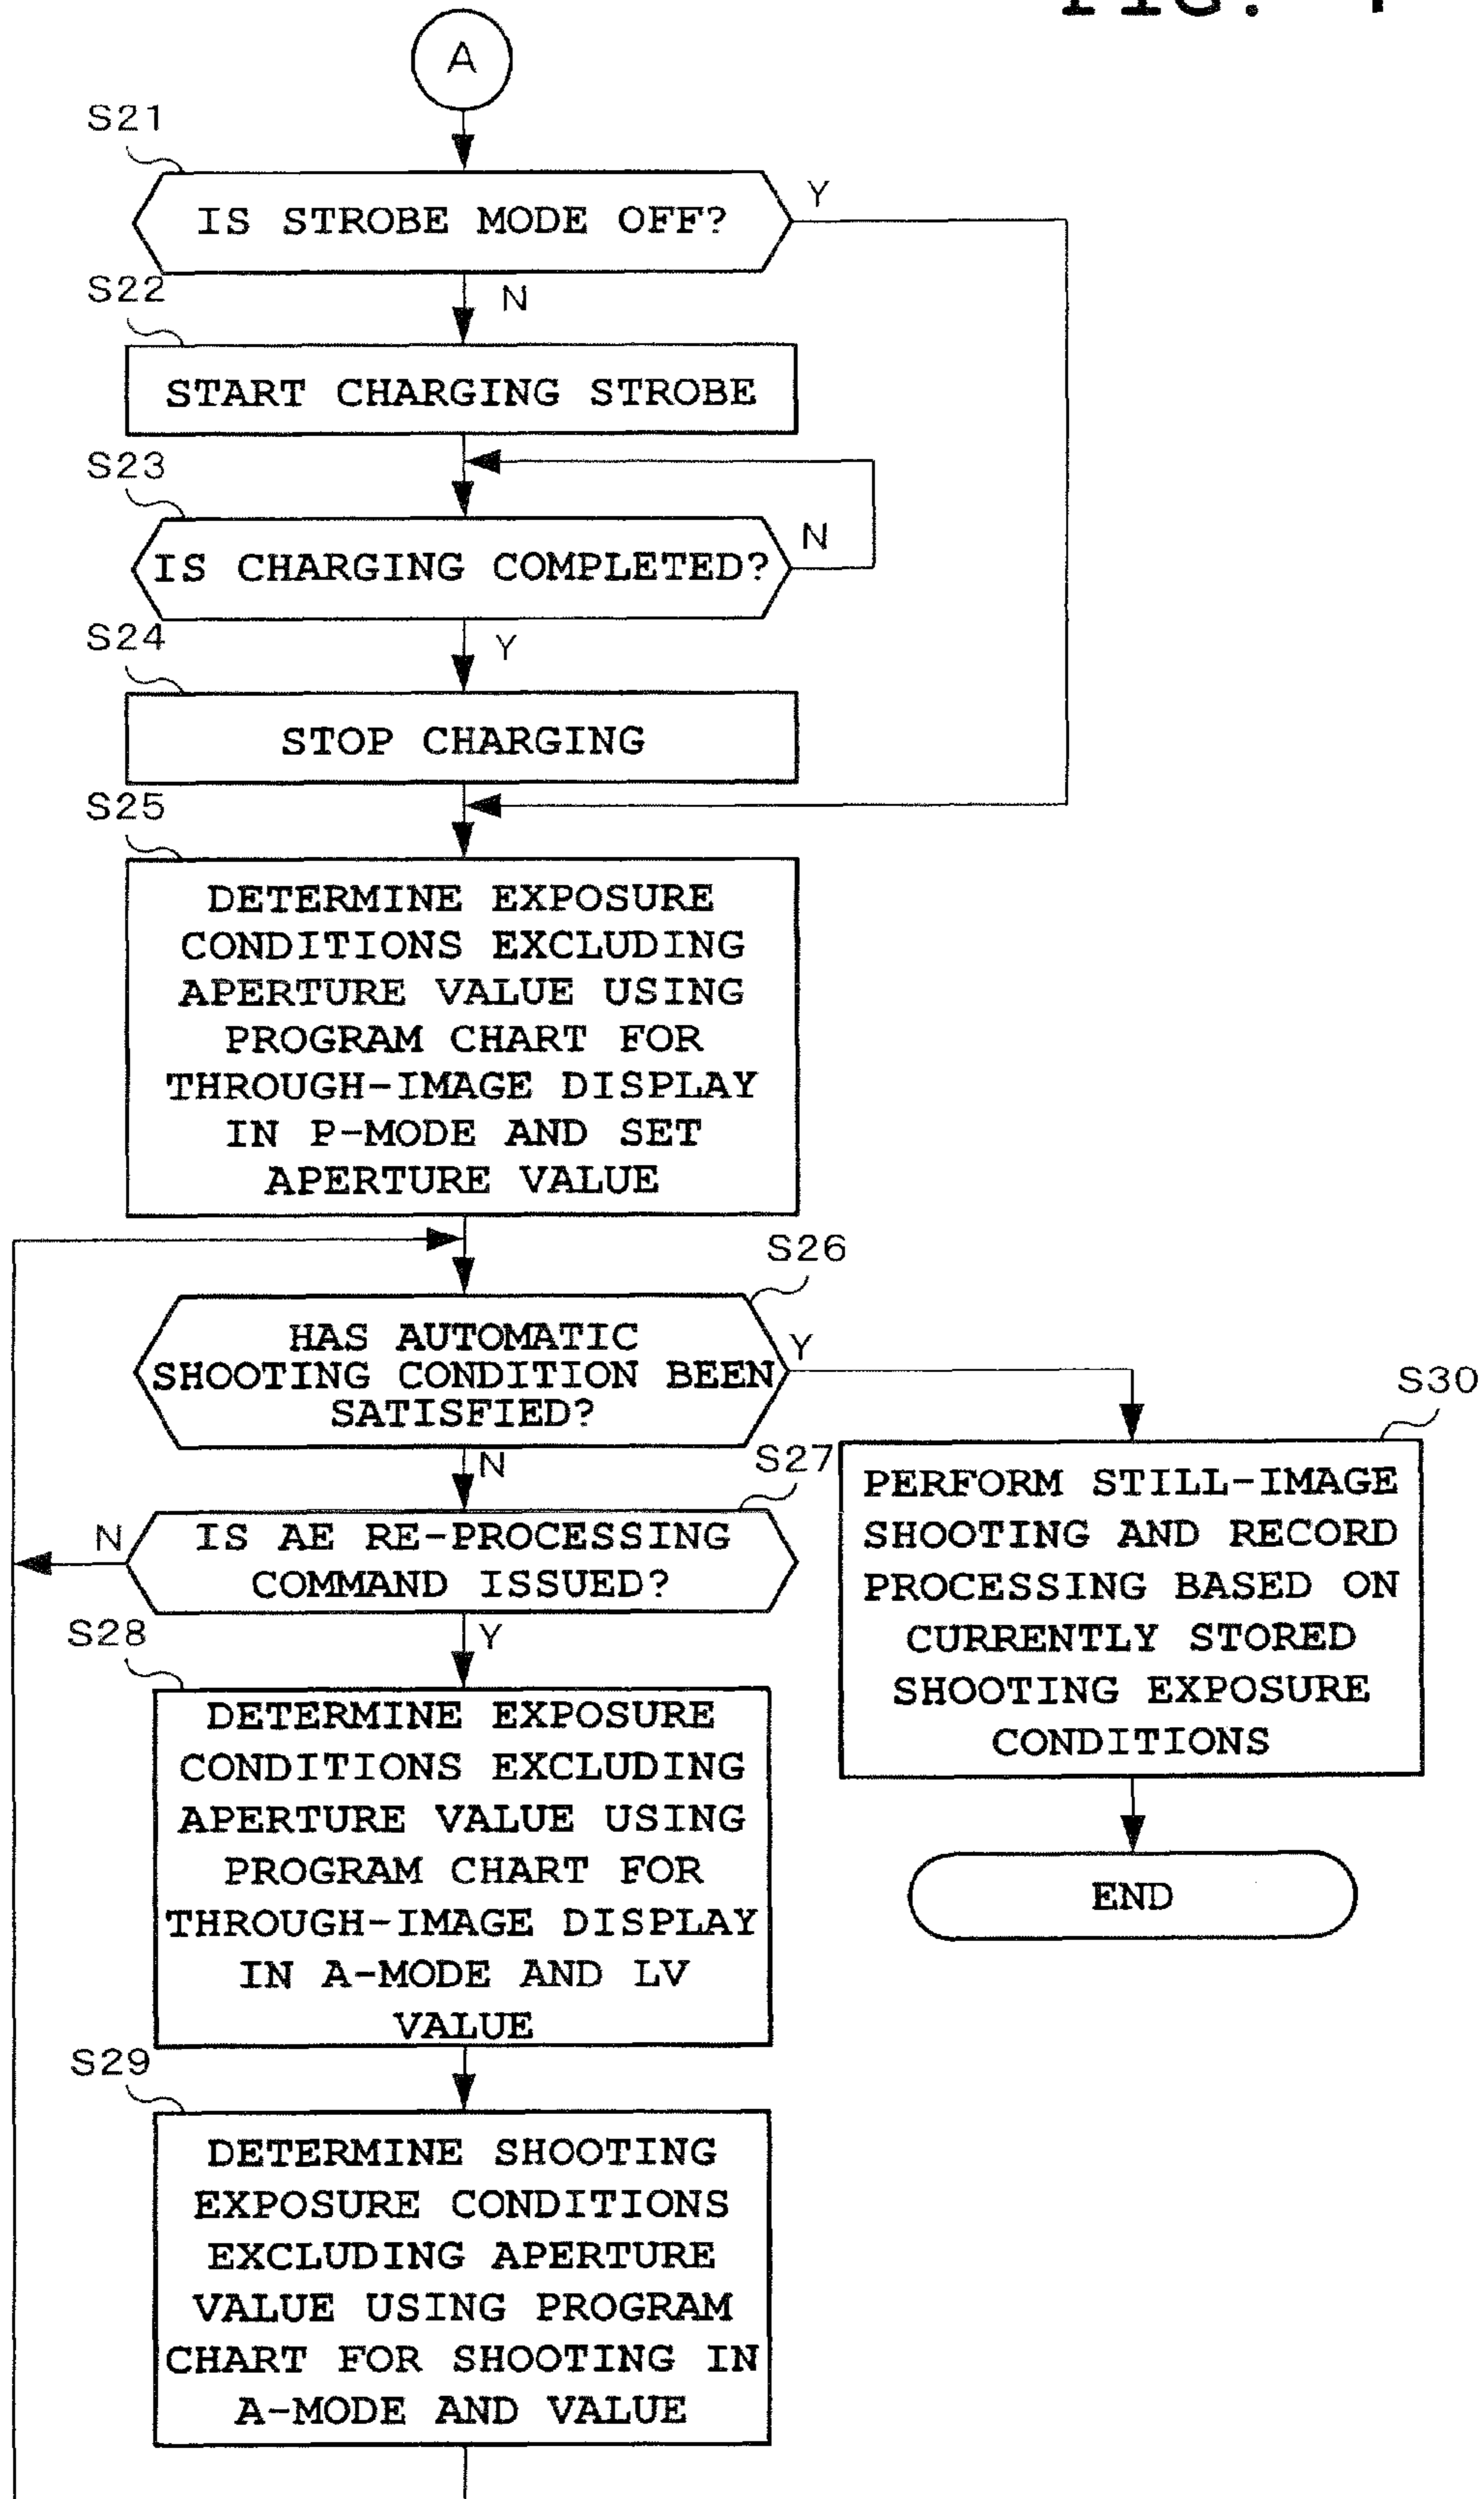 FIG. 4
A
S21
IS STROBE MODE OFF?
Y
N
S22
START CHARGING STROBE
S23
IS CHARGING COMPLETED?
N
Y
S24
STOP CHARGING
S25
DETERMINE EXPOSURE
CONDITIONS EXCLUDING
APERTURE VALUE USING
PROGRAM CHART FOR
THROUGH-IMAGE DISPLAY
IN P-MODE AND SET
APERTURE VALUE
S26
HAS AUTOMATIC
SHOOTING CONDITION BEEN
SATISFIED?
Y
N
S27
IS AE RE-PROCESSING
COMMAND ISSUED?
N
Y
S28
DETERMINE EXPOSURE
CONDITIONS EXCLUDING
APERTURE VALUE USING
PROGRAM CHART FOR
THROUGH-IMAGE DISPLAY
IN A-MODE AND LV
VALUE
S29
DETERMINE SHOOTING
EXPOSURE CONDITIONS
EXCLUDING APERTURE
VALUE USING PROGRAM
CHART FOR SHOOTING IN
A-MODE AND VALUE
S30
PERFORM STILL-IMAGE
SHOOTING AND RECORD
PROCESSING BASED ON
CURRENTLY STORED
SHOOTING EXPOSURE
CONDITIONS
END